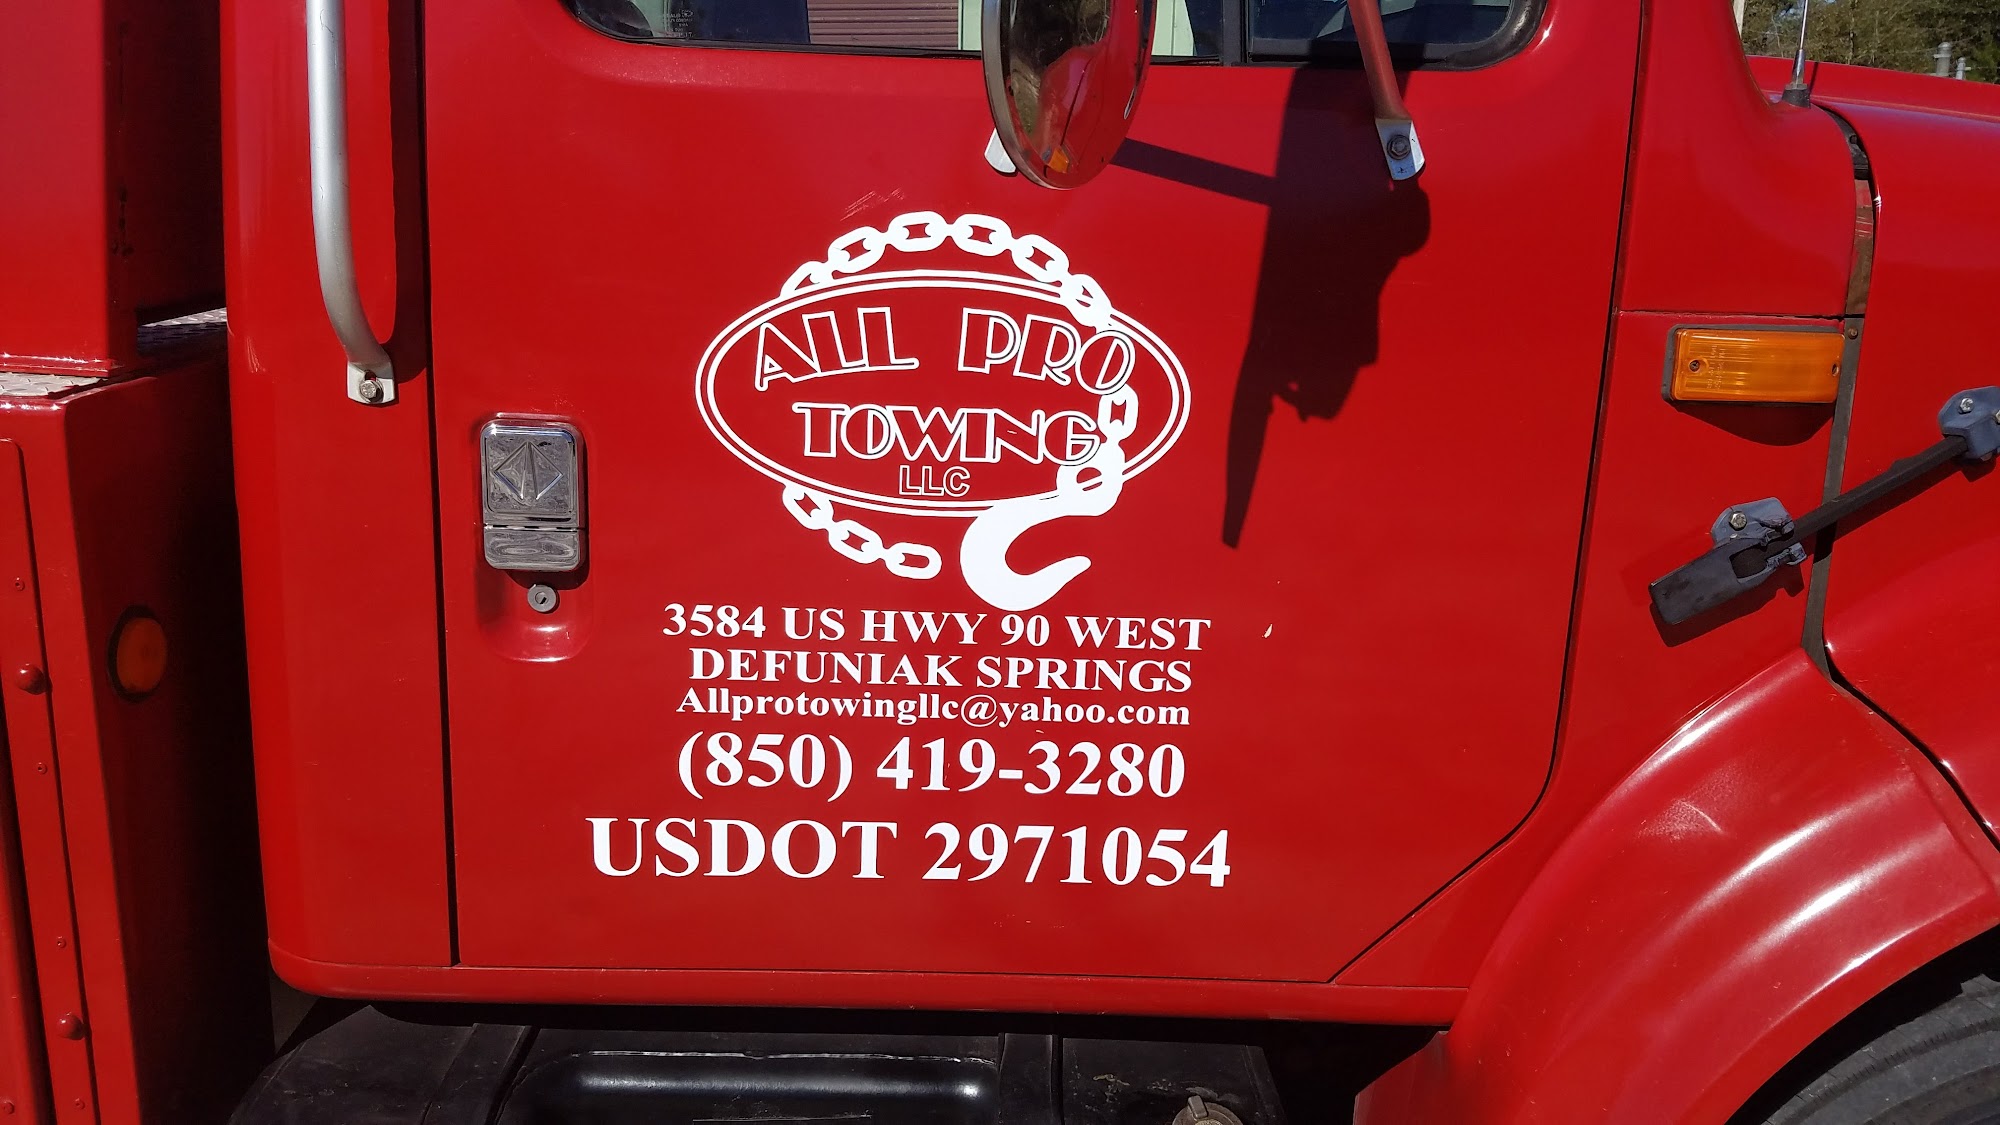 ALL PRO
TOWING
LLC
3584 US HWY 90 WEST
DEFUNIAK SPRINGS
Allprotowingllc@yahoo.com
(850) 419-3280
USDOT 2971054